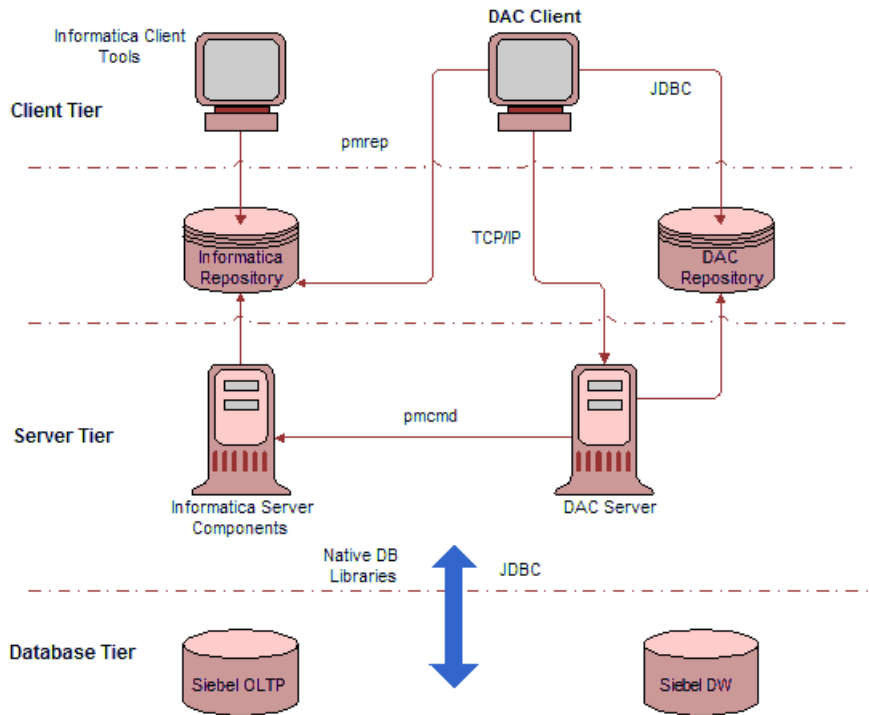 DAC Client
Informatica Client
Tools
JDBC
Client Tier
pmrep
TCP/IP
Informatica
Repository
DAC
Repository
pmcmd
Server Tier
Informatica Server
Components
DAC Server
Native DB
Libraries
JDBC
Database Tier
Siebel OLTP
Siebel DW